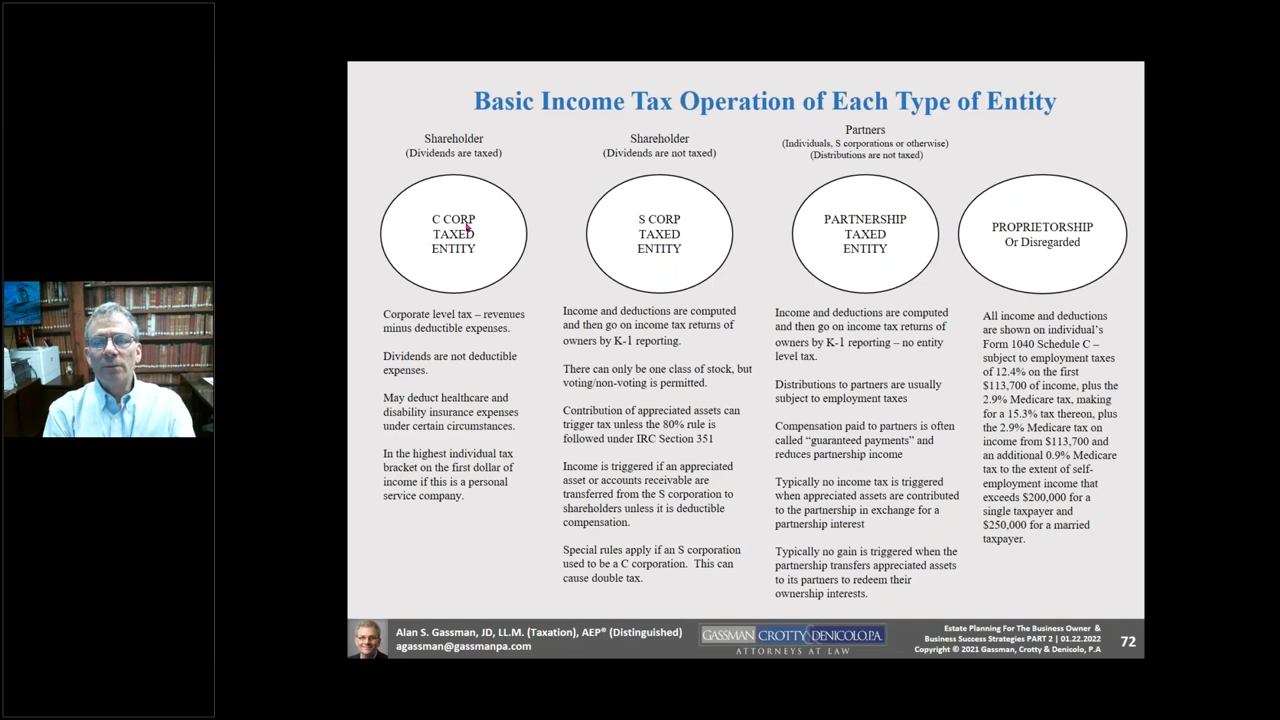 Basic Income Tax Operation of Each Type of Entity
Shareholder
(Dividends are taxed)
C CORP
TAXED
ENTITY
Corporate level tax – revenues
minus deductible expenses.
Dividends are not deductible
expenses.
May deduct healthcare and
disability insurance expenses
under certain circumstances.
In the highest individual tax
bracket on the first dollar of
income if this is a personal
service company.
Shareholder
(Dividends are not taxed)
S CORP
TAXED
ENTITY
Income and deductions are computed
and then go on income tax returns of
owners by K-1 reporting.
There can only be one class of stock, but
voting/non-voting is permitted.
Contribution of appreciated assets can
trigger tax unless the 80% rule is
followed under IRC Section 351
Income is triggered if an appreciated
asset or accounts receivable are
transferred from the S corporation to
shareholders unless it is deductible
compensation.
Special rules apply if an S corporation
used to be a C corporation. This can
cause double tax.
Partners
(Individuals, S corporations or otherwise)
(Distributions are not taxed)
PARTNERSHIP
TAXED
ENTITY
Income and deductions are computed
and then go on income tax returns of
owners by K-1 reporting – no entity
level tax.
Distributions to partners are usually
subject to employment taxes
Compensation paid to partners is often
called “guaranteed payments” and
reduces partnership income
Typically no income tax is triggered
when appreciated assets are contributed
to the partnership in exchange for a
partnership interest
Typically no gain is triggered when the
partnership transfers appreciated assets
to its partners to redeem their
ownership interests.
PROPRIETORSHIP
Or Disregarded
All income and deductions
are shown on individual’s
Form 1040 Schedule C –
subject to employment taxes
of 12.4% on the first
$113,700 of income, plus the
2.9% Medicare tax, making
for a 15.3% tax thereon, plus
the 2.9% Medicare tax on
income from $113,700 and
an additional 0.9% Medicare
tax to the extent of self-
employment income that
exceeds $200,000 for a
single taxpayer and
$250,000 for a married
taxpayer.
Alan S. Gassman, JD, LL.M. (Taxation), AEP® (Distinguished)
agassman@gassmanpa.com
GASSMAN CROTTY & DENICOLO, P.A.
ATTORNEYS AT LAW
Estate Planning For The Business Owner &
Business Success Strategies PART 2 | 01.22.2022
Copyright © 2021 Gassman, Crotty & Denicolo, P.A
72